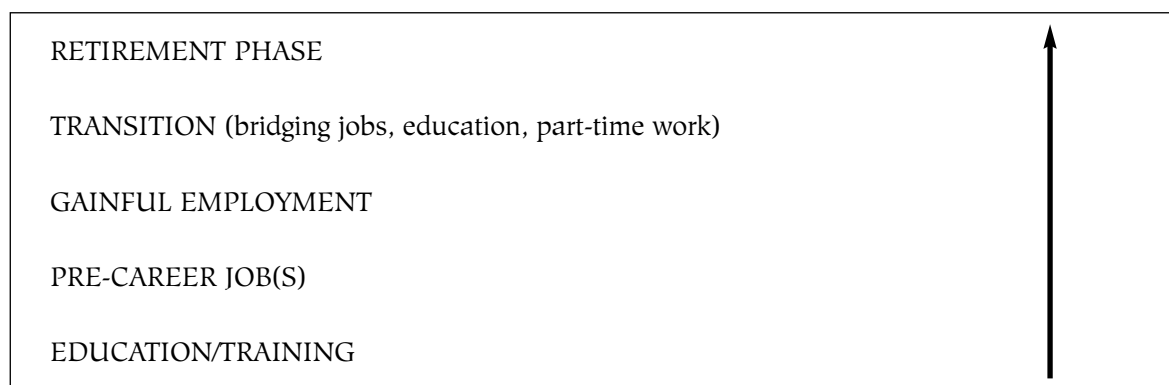 RETIREMENT PHASE
TRANSITION (bridging jobs, education, part-time work)
GAINFUL EMPLOYMENT
PRE-CAREER JOB(S)
EDUCATION/TRAINING